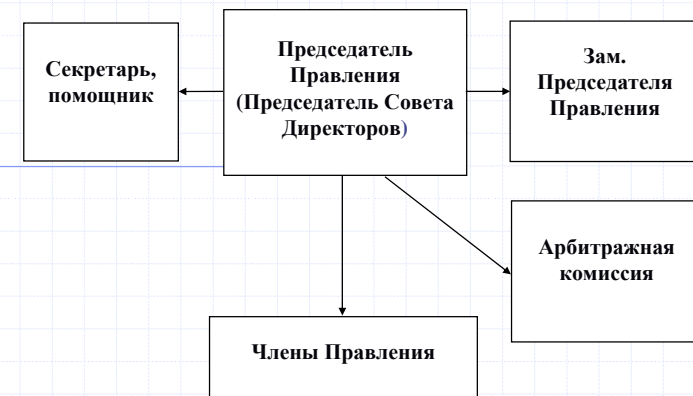 Секретарь,
помощник
Председатель
Правления
(Председатель Совета
Директоров)
Зам.
Председателя
Правления
Арбитражная
комиссия
Члены Правления